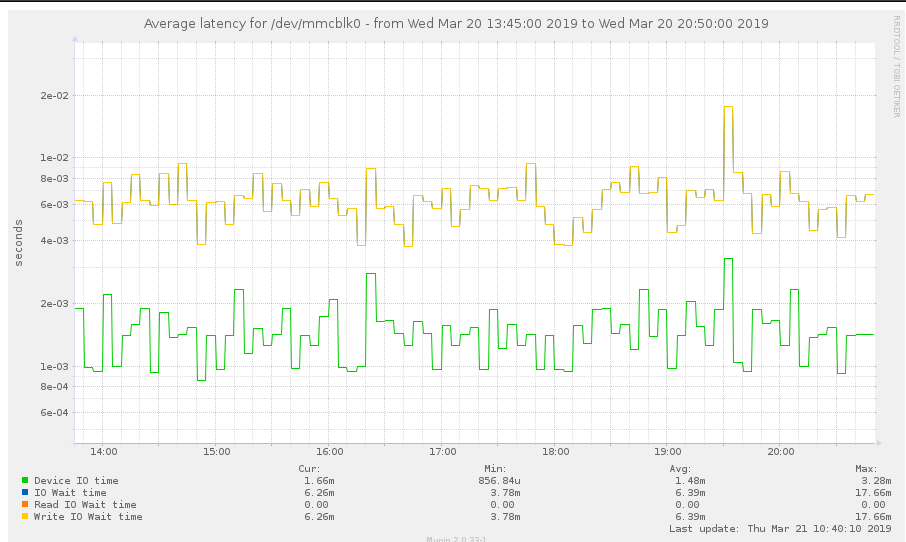 Average latency for /dev/mmcblk0 - from Wed Mar 20 13:45:00 2019 to Wed Mar 20 20:50:00 2019
RRDTOOL / TOBI OETIKER
seconds
2e-02
1e-02
8e-03
6e-03
4e-03
2e-03
1e-03
8e-04
6e-04
14:00 15:00 16:00 17:00 18:00 19:00 20:00
Cur: Min: Avg: Max:
Device IO time 1.66m 856.84u 1.48m 3.28m
IO Wait time 6.26m 3.78m 6.39m 17.66m
Read IO Wait time 0.00 0.00 0.00 0.00
Write IO Wait time 6.26m 3.78m 6.39m 17.66m
Last update: Thu Mar 21 10:40:10 2019
Munin 2.0.33-1